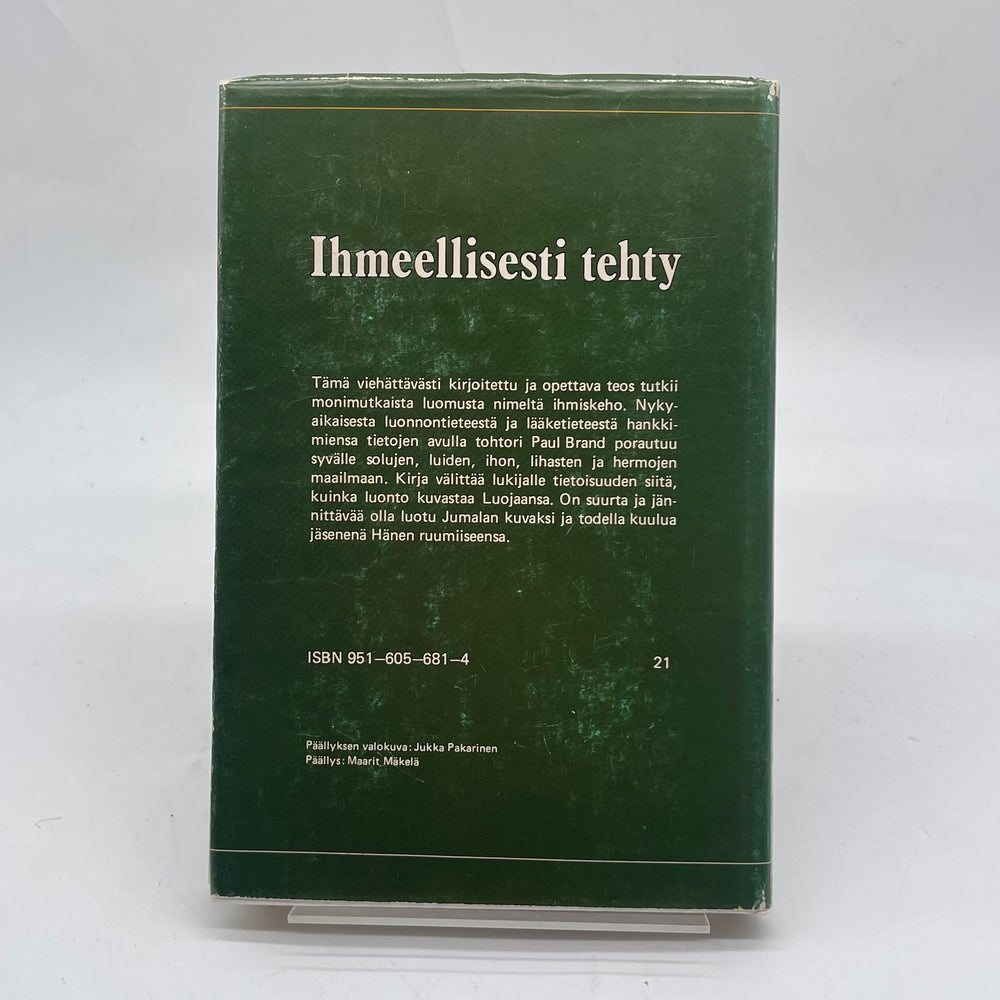 Ihmeellisesti tehty
Tämä viehättävästi kirjoitettu ja opettava teos tutkii
monimutkaista luomusta nimeltä ihmiskeho. Nyky-
aikaisesta luonnontieteestä ja lääketieteestä hankki-
miensa tietojen avulla tohtori Paul Brand porautuu
syvälle solujen, luiden, ihon, lihasten ja hermojen
maailmaan. Kirja välittää lukijalle tietoisuuden siitä,
kuinka luonto kuvastaa Luojaansa. On suurta ja jän-
nittävää olla luotu Jumalan kuvaksi ja todella kuulua
jäsenenä Hänen ruumiiseensa.
ISBN 951–605–681–4 21
Päällyksen valokuva: Jukka Pakarinen
Päällys: Maarit Mäkelä